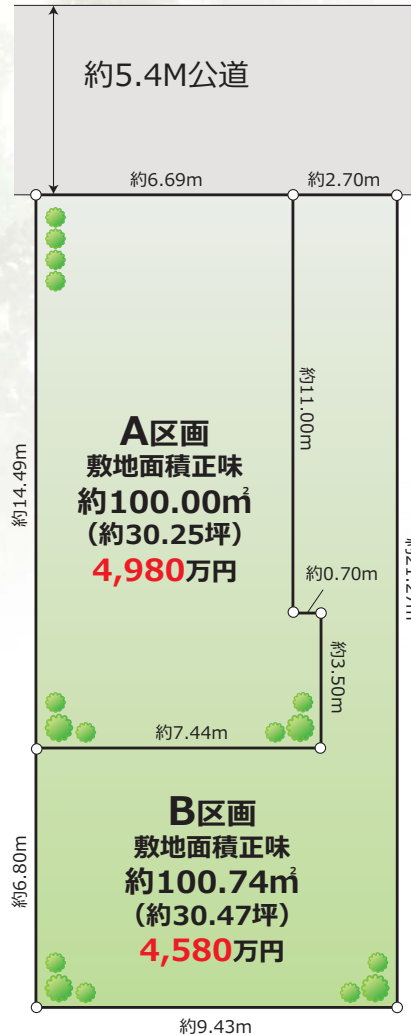 約5.4M公道
約6.69m
約2.70m
約11.00m
約14.49m
A区画
敷地面積正味
約100.00㎡
（約30.25坪）
4,980万円
約0.70m
約3.50m
約7.44m
約6.80m
B区画
敷地面積正味
約100.74㎡
（約30.47坪）
4,580万円
約9.43m